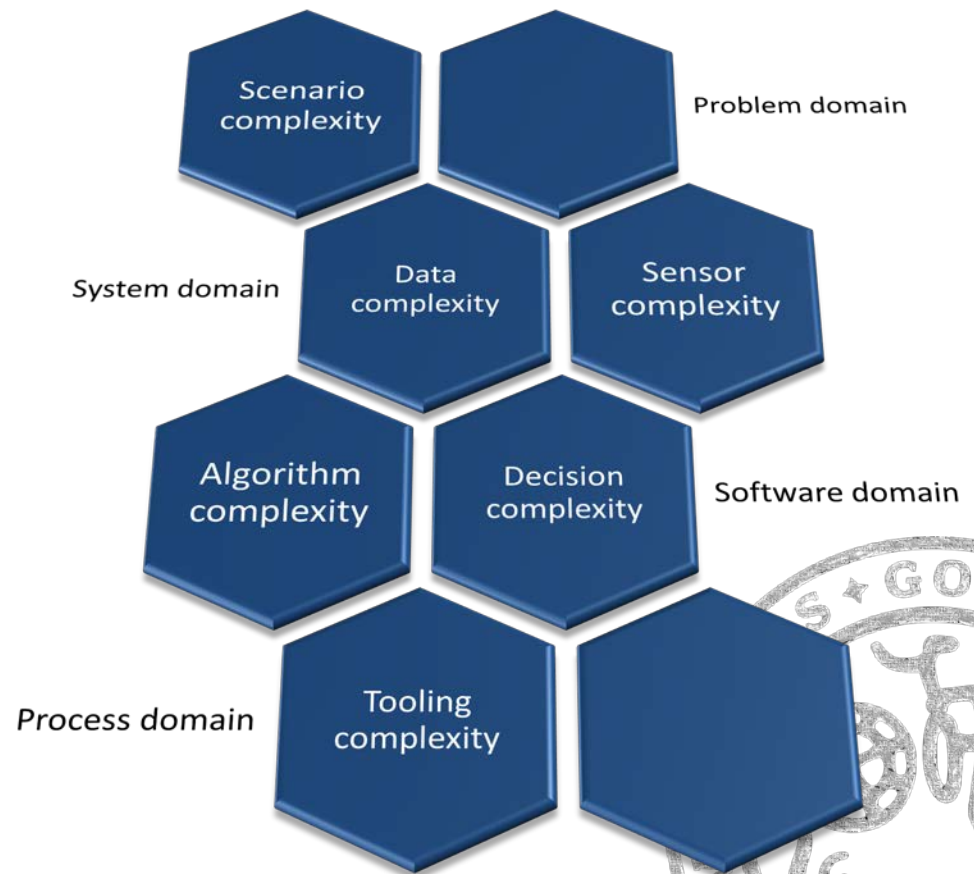 Scenario
complexity
Problem domain
System domain
Data
complexity
Sensor
complexity
Algorithm
complexity
Decision
complexity
Software domain
Process domain
Tooling
complexity
S ✦ GO